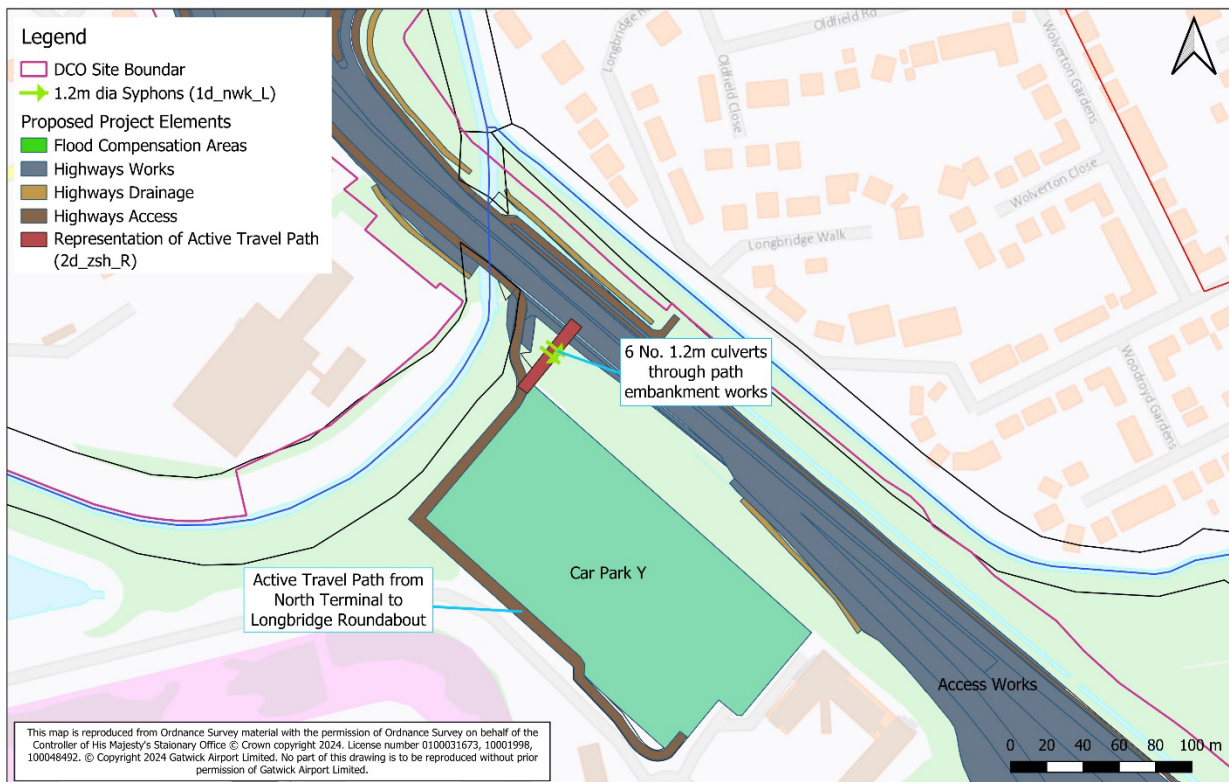 Legend
DCO Site Boundar
1.2m dia Syphons (1d_nwk_L)
Proposed Project Elements
Flood Compensation Areas
Highways Works
Highways Drainage
Highways Access
Representation of Active Travel Path
(2d_zsh_R)
Longbridge R
Oldfield Rd
Oldfield Close
Wolverton Gardens
Wolverton Close
Longbridge Walk
Woodroyd Gardens
6 No. 1.2m culverts
through path
embankment works
Active Travel Path from
North Terminal to
Longbridge Roundabout
Car Park Y
Access Works
0 20 40 60 80 100 m
This map is reproduced from Ordnance Survey material with the permission of Ordnance Survey on behalf of the
Controller of His Majesty's Staionary Office © Crown copyright 2024. License number 0100031673, 10001998,
100048492. © Copyright 2024 Gatwick Airport Limited. No part of this drawing is to be reproduced without prior
permission of Gatwick Airport Limited.